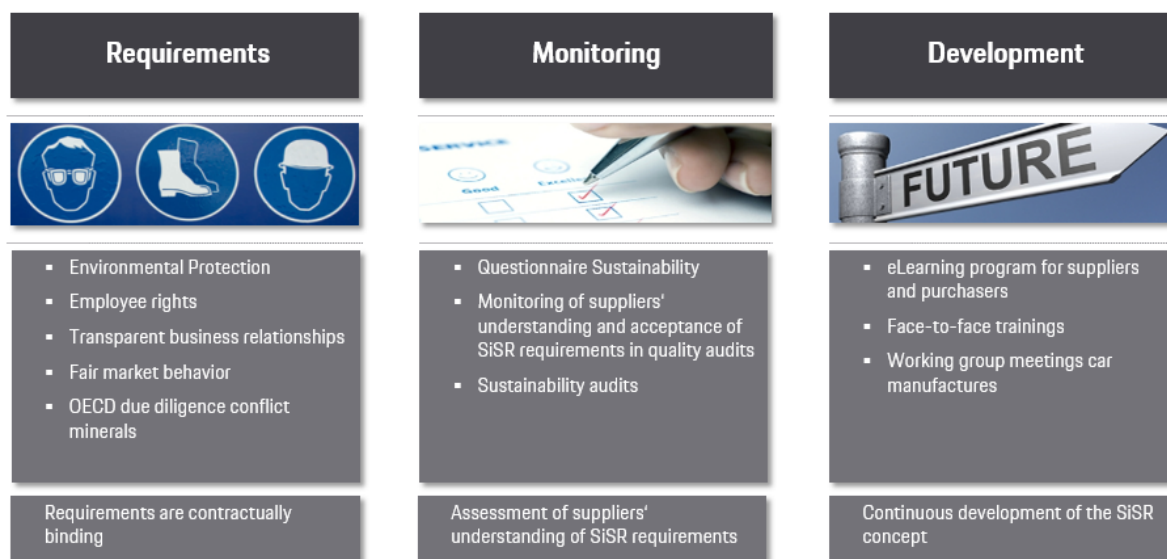 Requirements
SERVICE
Good
Excellent
FUTURE
Monitoring
Development
▪ Environmental Protection
▪ Employee rights
▪ Transparent business relationships
▪ Fair market behavior
▪ OECD due diligence conflict
minerals
Requirements are contractually
binding
▪ Questionnaire Sustainability
▪ Monitoring of suppliers‘
understanding and acceptance of
SiSR requirements in quality audits
▪ Sustainability audits
Assessment of suppliers‘
understanding of SiSR requirements
▪ eLearning program for suppliers
and purchasers
▪ Face-to-face trainings
▪ Working group meetings car
manufactures
Continuous development of the SiSR
concept